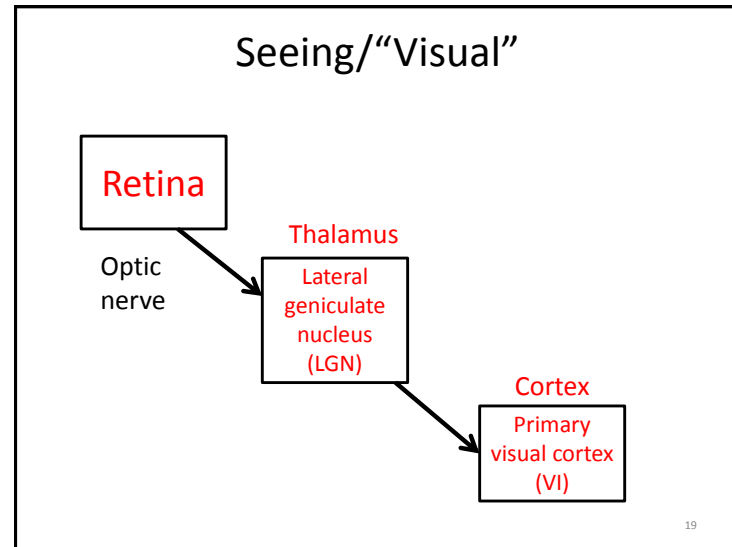 Seeing/“Visual”
Retina
Optic
nerve
Thalamus
Lateral
geniculate
nucleus
(LGN)
Cortex
Primary
visual cortex
(VI)
19